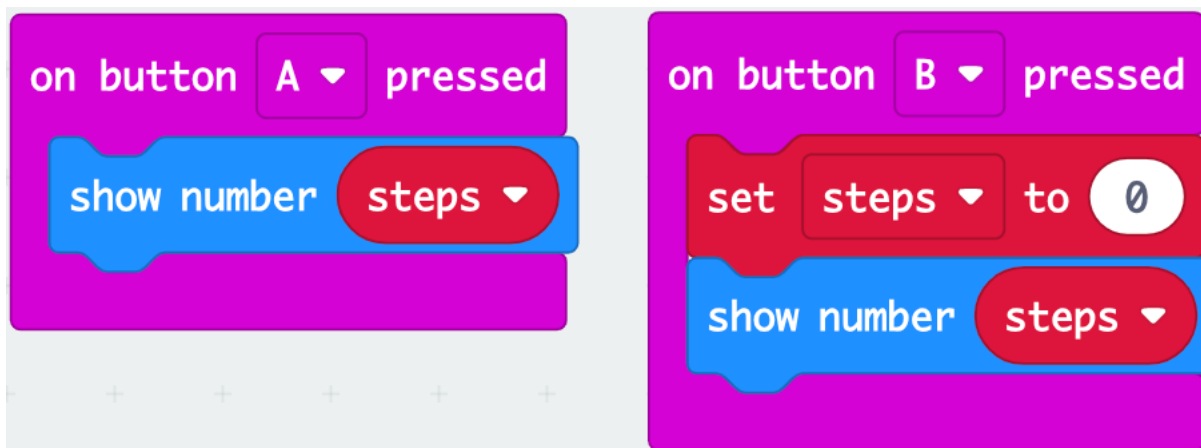 on button A pressed
show number steps
on button B pressed
set steps to 0
show number steps